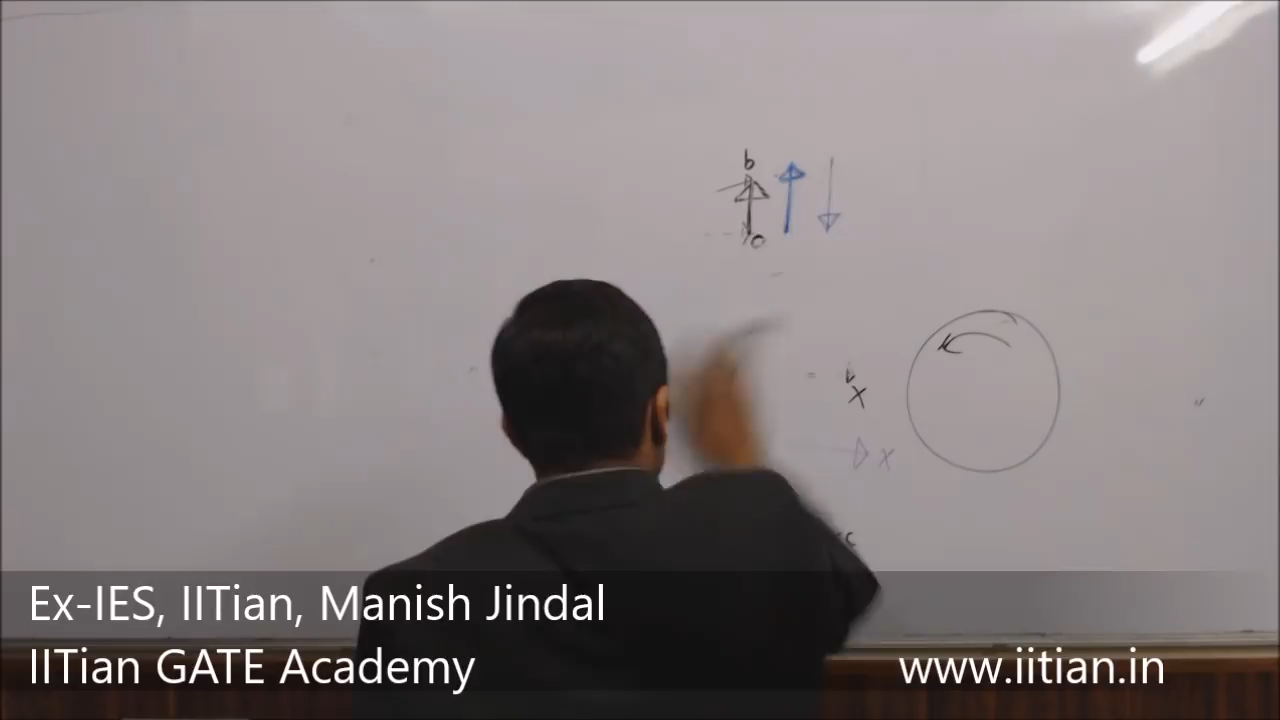 b
o
x
x
c
Ex-IES, IITian, Manish Jindal
IITian GATE Academy
www.iitian.in